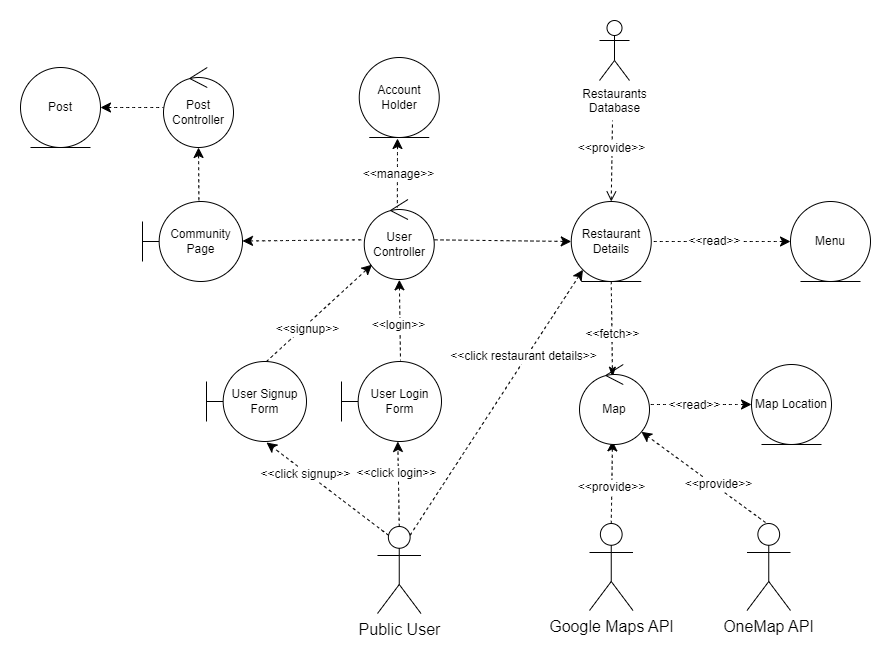 Restaurants
Database
Account
Holder
Post
Post
Controller
<<provide>>
<<manage>>
Community
Page
User
Controller
Restaurant
Details
<<read>>
Menu
<<signup>>
<<login>>
<<fetch>>
<<click restaurant details>>
User Signup
Form
User Login
Form
Map
<<read>>
Map Location
<<click signup>>
<<click login>>
<<provide>>
<<provide>>
Public User
Google Maps API
OneMap API